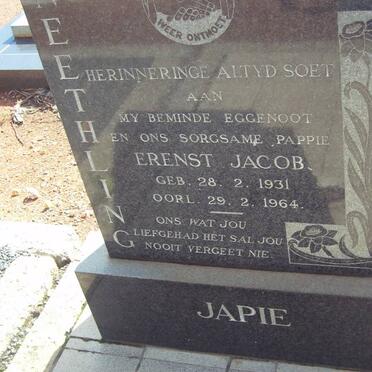 WEER ONTMOET
NEETHLING
HERINNERINGE ALTYD SOET
AAN
MY BEMINDE EGGENOOT
EN ONS SORGSAME PAPPIE
ERENST JACOB.
GEB. 28. 2. 1931
OORL. 29. 2. 1964.
ONS WAT JOU
LIEFGEHAD HET SAL JOU
NOOIT VERGEET NIE.
JAPIE